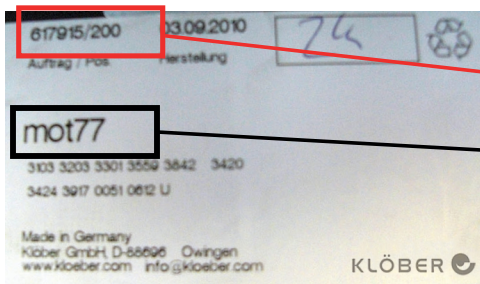 617915/200 03.09.2010 24
Auftrag / Pos. Herstellung
mot77
3103 3203 3301 3559 3842 3420
3424 3917 0051 0612 U
Made in Germany
Klöber GmbH, D-88696 Owingen
www.kloeber.com info@kloeber.com
KLÖBER